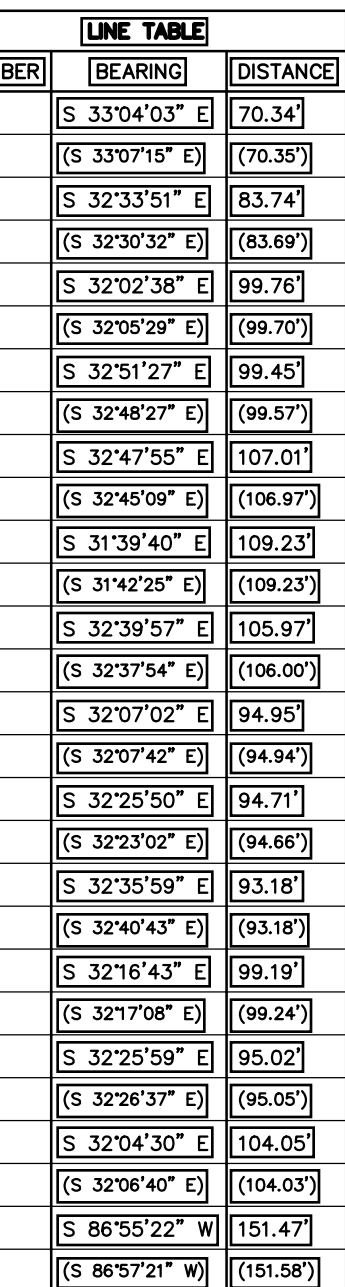 LINE TABLE
BER BEARING DISTANCE
S 33°04'03" E 70.34'
(S 33°07'15" E) (70.35')
S 32°33'51" E 83.74'
(S 32°30'32" E) (83.69')
S 32°02'38" E 99.76'
(S 32°05'29" E) (99.70')
S 32°51'27" E 99.45'
(S 32°48'27" E) (99.57')
S 32°47'55" E 107.01'
(S 32°45'09" E) (106.97')
S 31°39'40" E 109.23'
(S 31°42'25" E) (109.23')
S 32°39'57" E 105.97'
(S 32°37'54" E) (106.00')
S 32°07'02" E 94.95'
(S 32°07'42" E) (94.94')
S 32°25'50" E 94.71'
(S 32°23'02" E) (94.66')
S 32°35'59" E 93.18'
(S 32°40'43" E) (93.18')
S 32°16'43" E 99.19'
(S 32°17'08" E) (99.24')
S 32°25'59" E 95.02'
(S 32°26'37" E) (95.05')
S 32°04'30" E 104.05'
(S 32°06'40" E) (104.03')
S 86°55'22" W 151.47'
(S 86°57'21" W) (151.58')